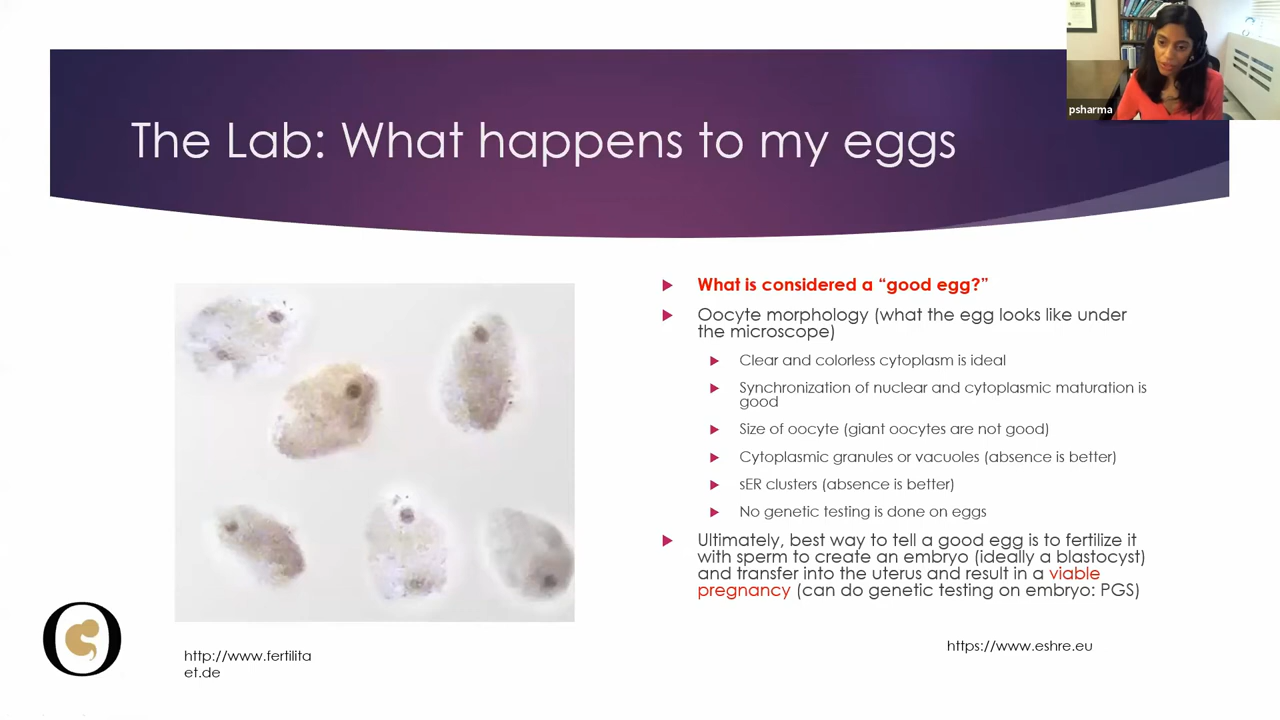 psharma
The Lab: What happens to my eggs
What is considered a “good egg?”
Oocyte morphology (what the egg looks like under
the microscope)
Clear and colorless cytoplasm is ideal
Synchronization of nuclear and cytoplasmic maturation is
good
Size of oocyte (giant oocytes are not good)
Cytoplasmic granules or vacuoles (absence is better)
sER clusters (absence is better)
No genetic testing is done on eggs
Ultimately, best way to tell a good egg is to fertilize it
with sperm to create an embryo (ideally a blastocyst)
and transfer into the uterus and result in a viable
pregnancy (can do genetic testing on embryo: PGS)
http://www.fertilita
et.de
https://www.eshre.eu